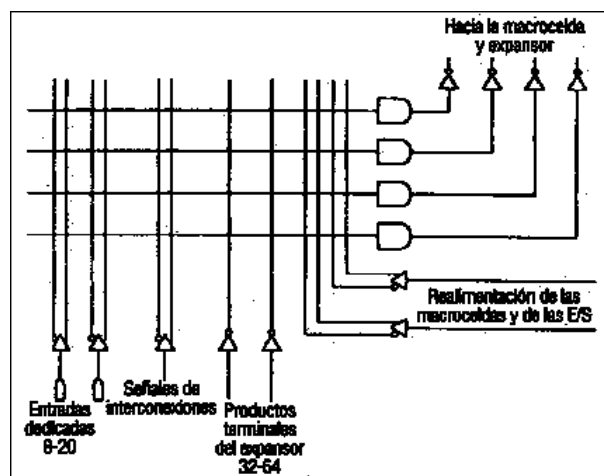 Hacia la macrocelda
y expansor
Realimentación de las
macroceldas y de las E/S
Señales de
interconexiones
Entradas
dedicadas
8-20
Productos
terminales
del expansor
32-64